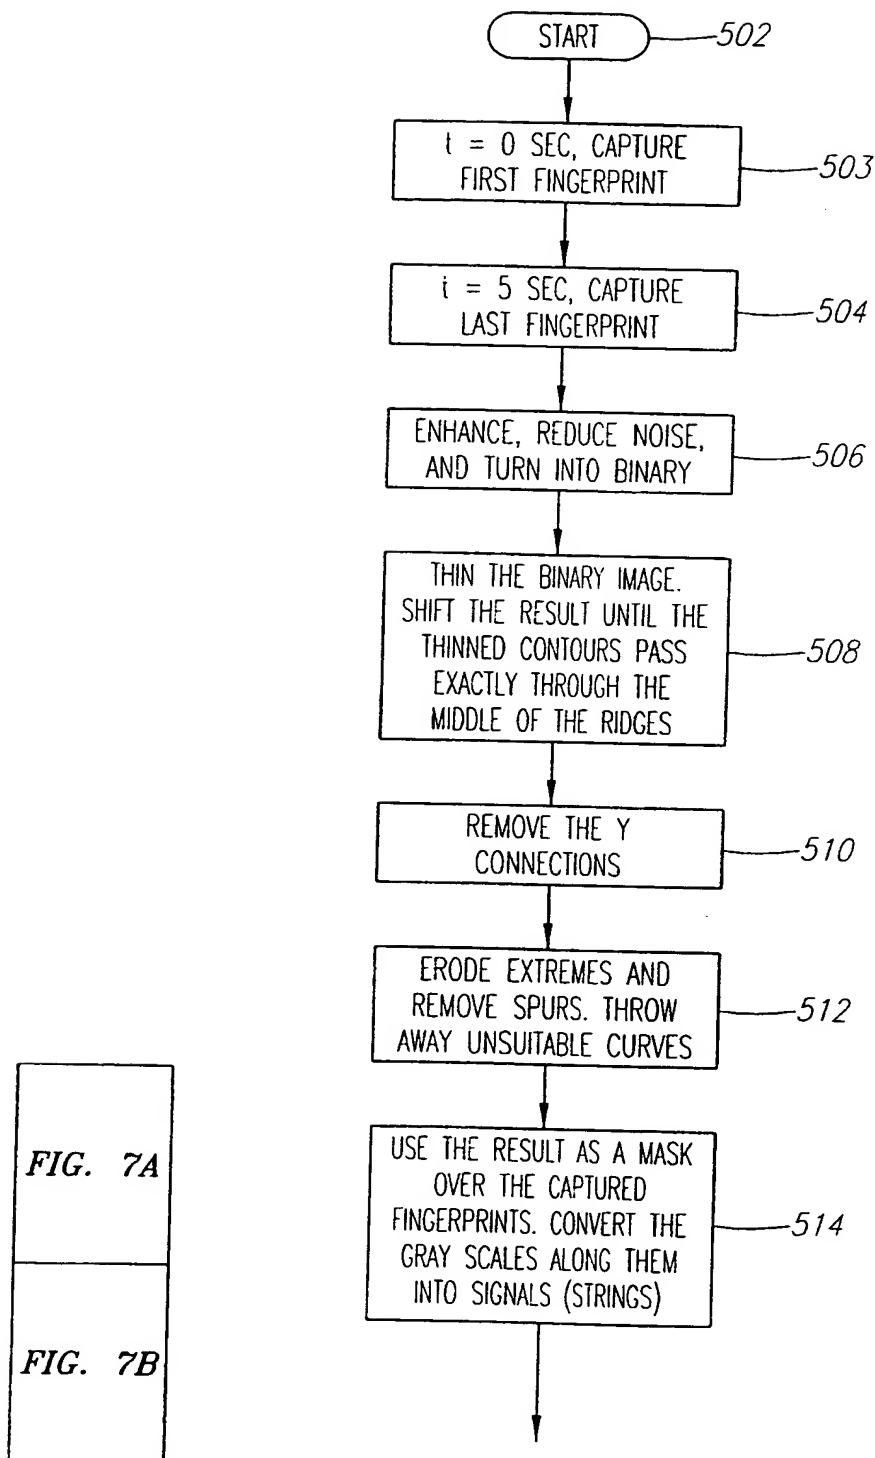 START
502
t = 0 SEC, CAPTURE
FIRST FINGERPRINT
503
t = 5 SEC, CAPTURE
LAST FINGERPRINT
504
ENHANCE, REDUCE NOISE,
AND TURN INTO BINARY
506
THIN THE BINARY IMAGE.
SHIFT THE RESULT UNTIL THE
THINNED CONTOURS PASS
EXACTLY THROUGH THE
MIDDLE OF THE RIDGES
508
REMOVE THE Y
CONNECTIONS
510
ERODE EXTREMES AND
REMOVE SPURS. THROW
AWAY UNSUITABLE CURVES
512
USE THE RESULT AS A MASK
OVER THE CAPTURED
FINGERPRINTS. CONVERT THE
GRAY SCALES ALONG THEM
INTO SIGNALS (STRINGS)
514
FIG. 7A
FIG. 7B